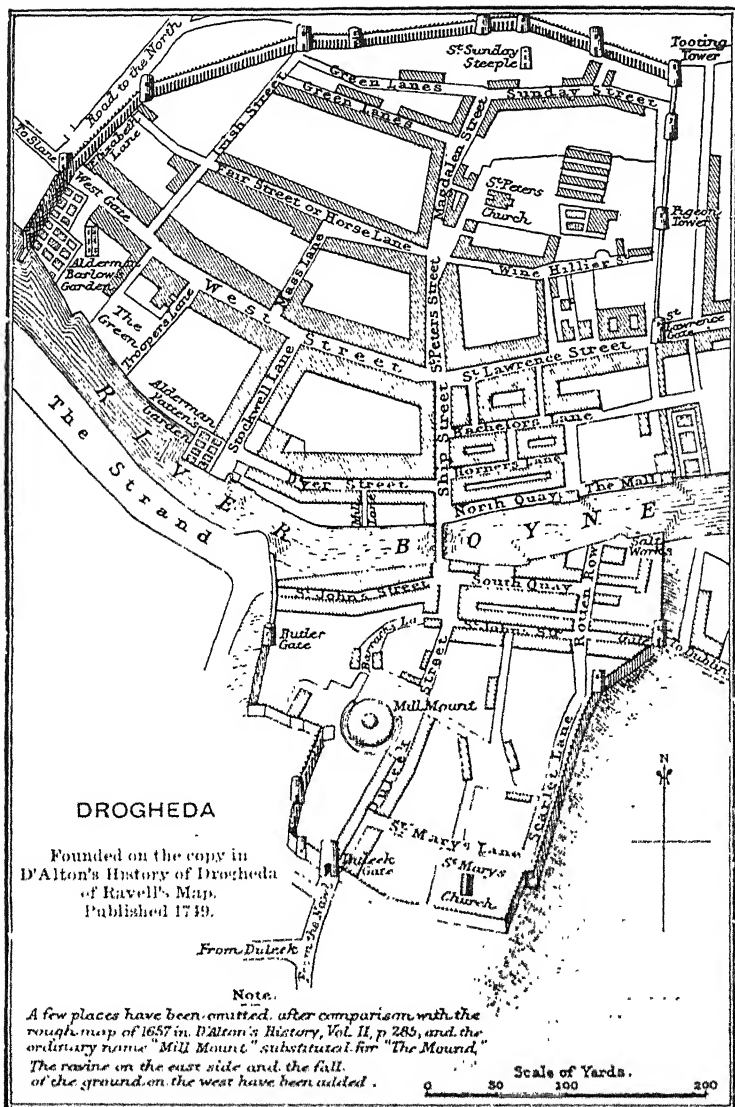 St. Sunday
Steeple
Tooting
Tower
Road to the North
Green Lanes
Green Lanes
Sunday Street
Irish Street
Magdalen Street
To Slane
Lane
West Gate
Fair Street or Horse Lane
St. Peters
Church
Pigeon
Tower
Alderman
Barlow's
Garden
Mass Lane
Wine Hillier St.
The Green
Troopers Lane
West Street
St. Peters Street
St. Lawrence
Gate
St. Lawrence Street
Alderman
Garden
Stockwell Lane
Ship Street
Bachelors Lane
Horners Lane
Dyer Street
Lane
North Quay
The Mall
RIVER BOYNE
The Strand
Salt
Works
South Quay
St. Johns Street
Rotten Row
St. Johns Str.
Gate
To Dublin
Butler
Gate
Barrack La.
Mill Mount
Duleek Street
Scarlet Lane
St. Mary's Lane
St. Marys
Church
Duleek
Gate
From Duleek
From the Navl
N
DROGHEDA
Founded on the copy in
D'Alton's History of Drogheda
of Ravell's Map.
Published 1749.
Note.
A few places have been omitted, after comparison with the
rough map of 1657 in D'Alton's History, Vol. II, p 285, and the
ordinary name "Mill Mount" substituted for "The Mound."
The ravine on the east side and the fall
of the ground on the west have been added.
Scale of Yards.
0 50 100 200